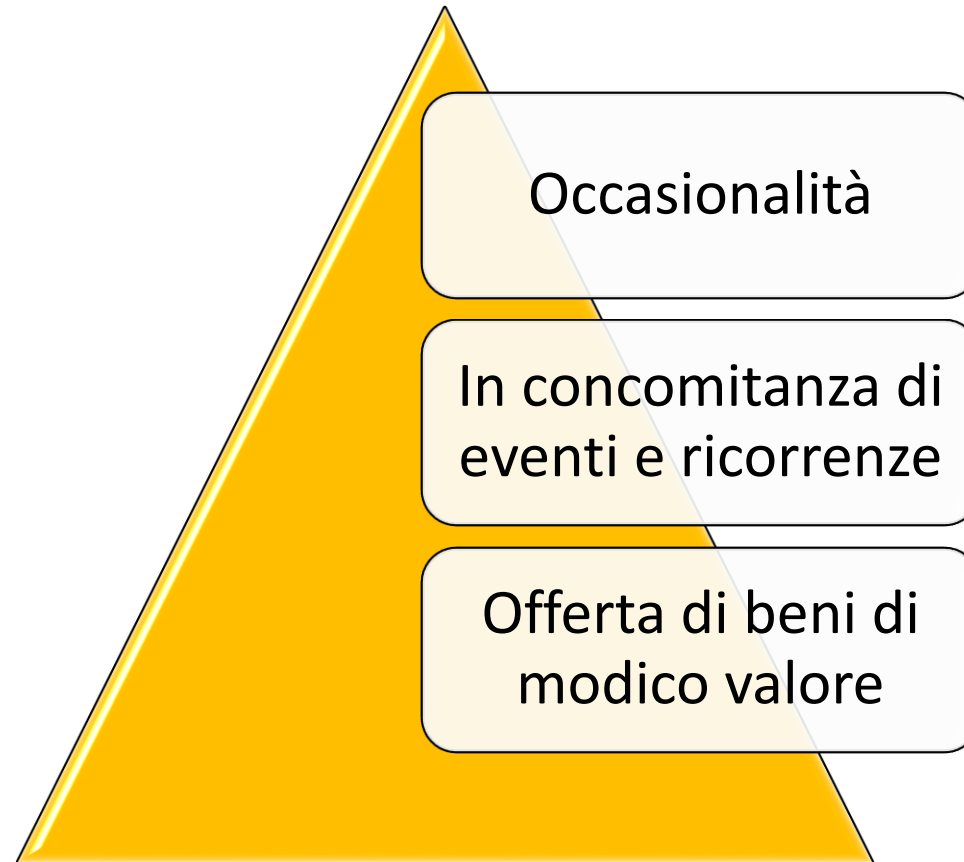 Occasionalità
In concomitanza di
eventi e ricorrenze
Offerta di beni di
modico valore